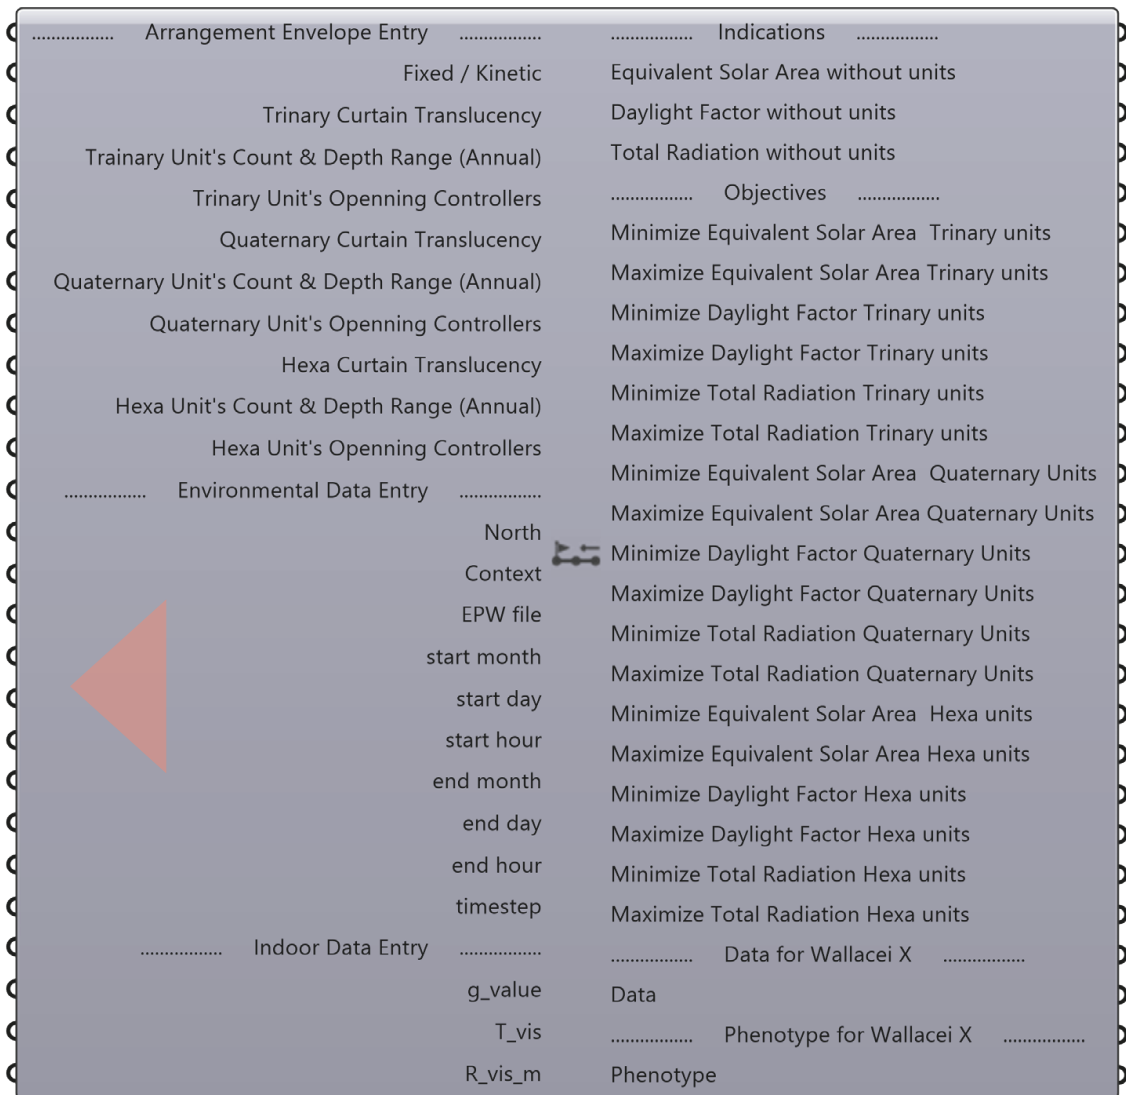 ................. Arrangement Envelope Entry .................
Fixed / Kinetic
Trinary Curtain Translucency
Trainary Unit's Count & Depth Range (Annual)
Trinary Unit's Openning Controllers
Quaternary Curtain Translucency
Quaternary Unit's Count & Depth Range (Annual)
Quaternary Unit's Openning Controllers
Hexa Curtain Translucency
Hexa Unit's Count & Depth Range (Annual)
Hexa Unit's Openning Controllers
................. Environmental Data Entry .................
North
Context
EPW file
start month
start day
start hour
end month
end day
end hour
timestep
................. Indoor Data Entry .................
g_value
T_vis
R_vis_m
................. Indications .................
Equivalent Solar Area without units
Daylight Factor without units
Total Radiation without units
................. Objectives .................
Minimize Equivalent Solar Area  Trinary units
Maximize Equivalent Solar Area Trinary units
Minimize Daylight Factor Trinary units
Maximize Daylight Factor Trinary units
Minimize Total Radiation Trinary units
Maximize Total Radiation Trinary units
Minimize Equivalent Solar Area  Quaternary Units
Maximize Equivalent Solar Area Quaternary Units
Minimize Daylight Factor Quaternary Units
Maximize Daylight Factor Quaternary Units
Minimize Total Radiation Quaternary Units
Maximize Total Radiation Quaternary Units
Minimize Equivalent Solar Area  Hexa units
Maximize Equivalent Solar Area Hexa units
Minimize Daylight Factor Hexa units
Maximize Daylight Factor Hexa units
Minimize Total Radiation Hexa units
Maximize Total Radiation Hexa units
................. Data for Wallacei X .................
Data
................. Phenotype for Wallacei X .................
Phenotype